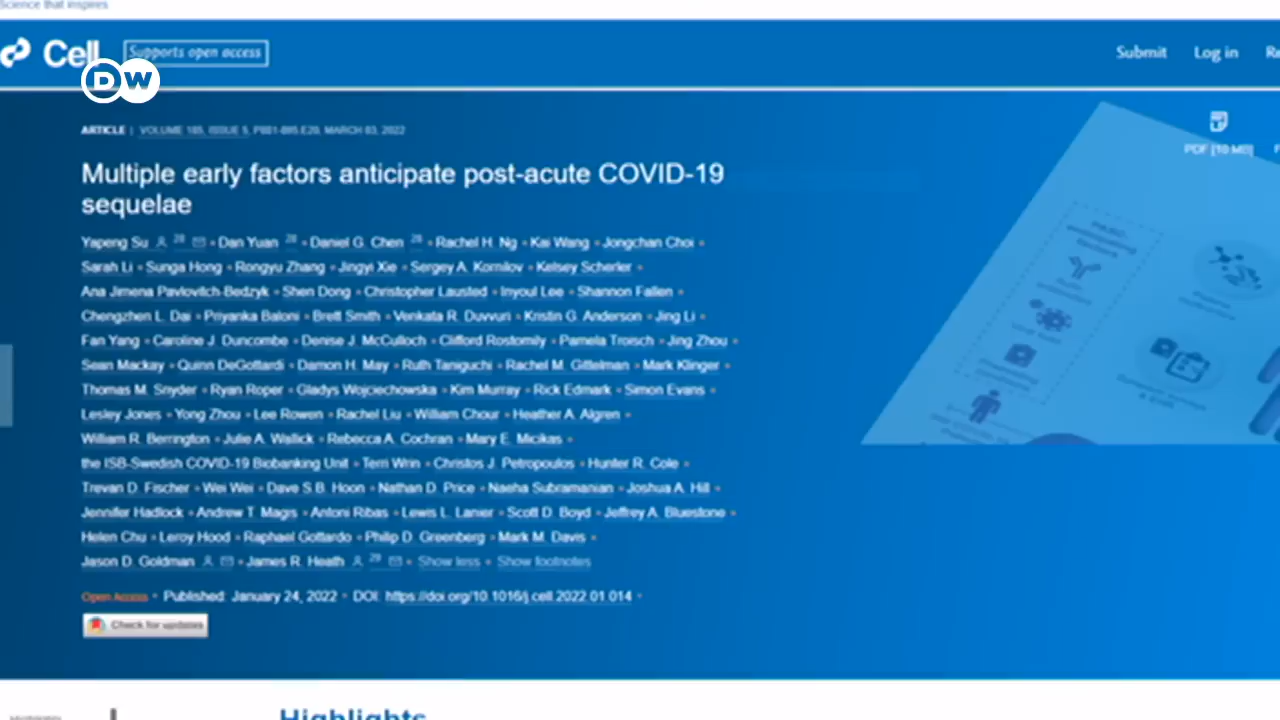 Science that inspires
Cell
Supports open access
Submit
Log in
Re
DW
ARTICLE | VOLUME 185, ISSUE 5, P881-895.E20, MARCH 03, 2022
PDF [10 MB]
Multiple early factors anticipate post-acute COVID-19
sequelae
Yapeng Su 28 • Dan Yuan 28 • Daniel G. Chen 28 • Rachel H. Ng • Kai Wang • Jongchan Choi •
Sarah Li • Sunga Hong • Rongyu Zhang • Jingyi Xie • Sergey A. Kornilov • Kelsey Scherler •
Ana Jimena Pavlovitch-Bedzyk • Shen Dong • Christopher Lausted • Inyoul Lee • Shannon Fallen •
Chengzhen L. Dai • Priyanka Baloni • Brett Smith • Venkata R. Duvvuri • Kristin G. Anderson • Jing Li •
Fan Yang • Caroline J. Duncombe • Denise J. McCulloch • Clifford Rostomily • Pamela Troisch • Jing Zhou •
Sean Mackay • Quinn DeGottardi • Damon H. May • Ruth Taniguchi • Rachel M. Gittelman • Mark Klinger •
Thomas M. Snyder • Ryan Roper • Gladys Wojciechowska • Kim Murray • Rick Edmark • Simon Evans •
Lesley Jones • Yong Zhou • Lee Rowen • Rachel Liu • William Chour • Heather A. Algren •
William R. Berrington • Julie A. Wallick • Rebecca A. Cochran • Mary E. Micikas •
the ISB-Swedish COVID-19 Biobanking Unit • Terri Wrin • Christos J. Petropoulos • Hunter R. Cole •
Trevan D. Fischer • Wei Wei • Dave S.B. Hoon • Nathan D. Price • Naeha Subramanian • Joshua A. Hill •
Jennifer Hadlock • Andrew T. Magis • Antoni Ribas • Lewis L. Lanier • Scott D. Boyd • Jeffrey A. Bluestone •
Helen Chu • Leroy Hood • Raphael Gottardo • Philip D. Greenberg • Mark M. Davis •
Jason D. Goldman • James R. Heath 29 • Show less • Show footnotes
Open Access • Published: January 24, 2022 • DOI: https://doi.org/10.1016/j.cell.2022.01.014 •
Check for updates
Highlights